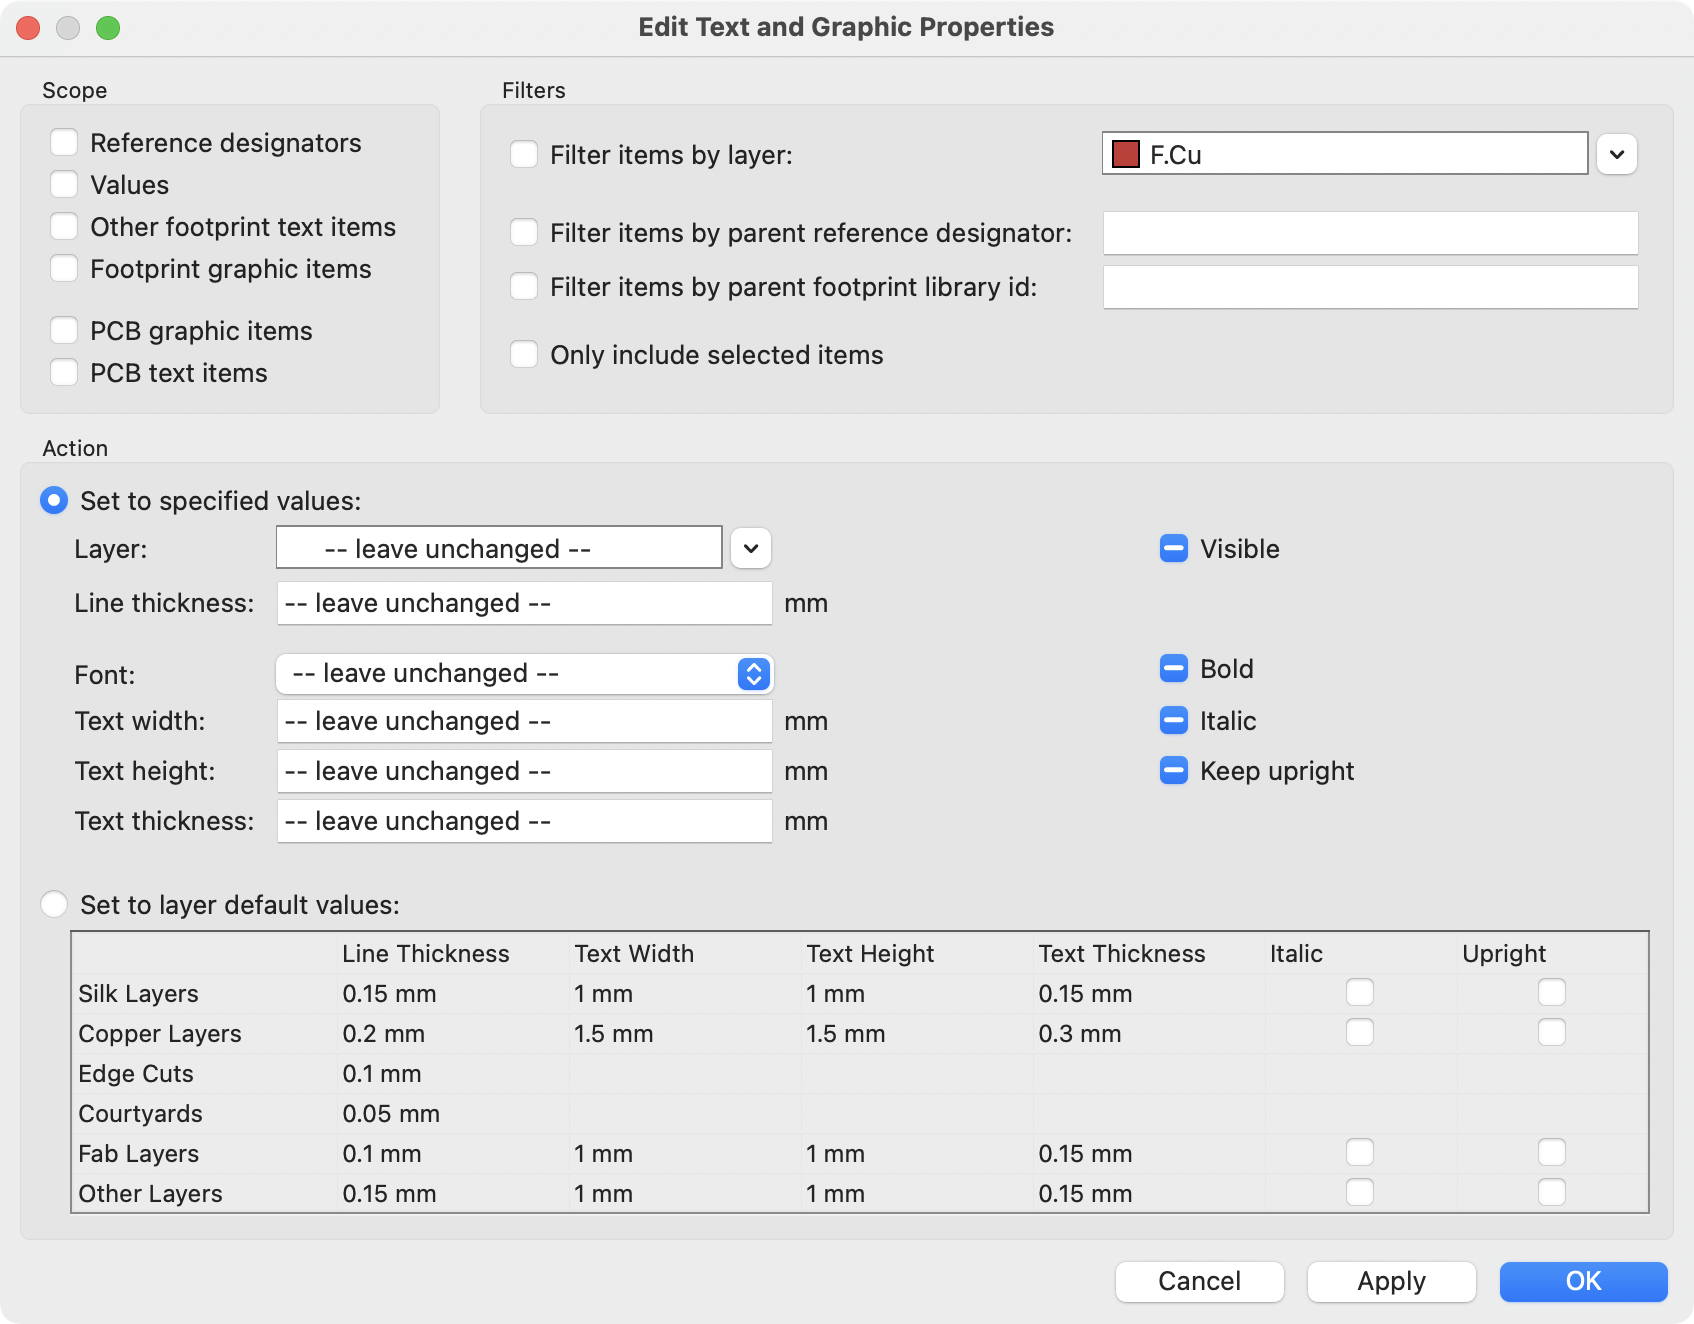 Edit Text and Graphic Properties
Scope
Reference designators
Values
Other footprint text items
Footprint graphic items
PCB graphic items
PCB text items
Filters
Filter items by layer: F.Cu
Filter items by parent reference designator:
Filter items by parent footprint library id:
Only include selected items
Action
Set to specified values:
Layer: -- leave unchanged -- Visible
Line thickness: -- leave unchanged -- mm
Font: -- leave unchanged -- Bold
Text width: -- leave unchanged -- mm Italic
Text height: -- leave unchanged -- mm Keep upright
Text thickness: -- leave unchanged -- mm
Set to layer default values:
Line Thickness Text Width Text Height Text Thickness Italic Upright
Silk Layers 0.15 mm 1 mm 1 mm 0.15 mm
Copper Layers 0.2 mm 1.5 mm 1.5 mm 0.3 mm
Edge Cuts 0.1 mm
Courtyards 0.05 mm
Fab Layers 0.1 mm 1 mm 1 mm 0.15 mm
Other Layers 0.15 mm 1 mm 1 mm 0.15 mm
Cancel Apply OK